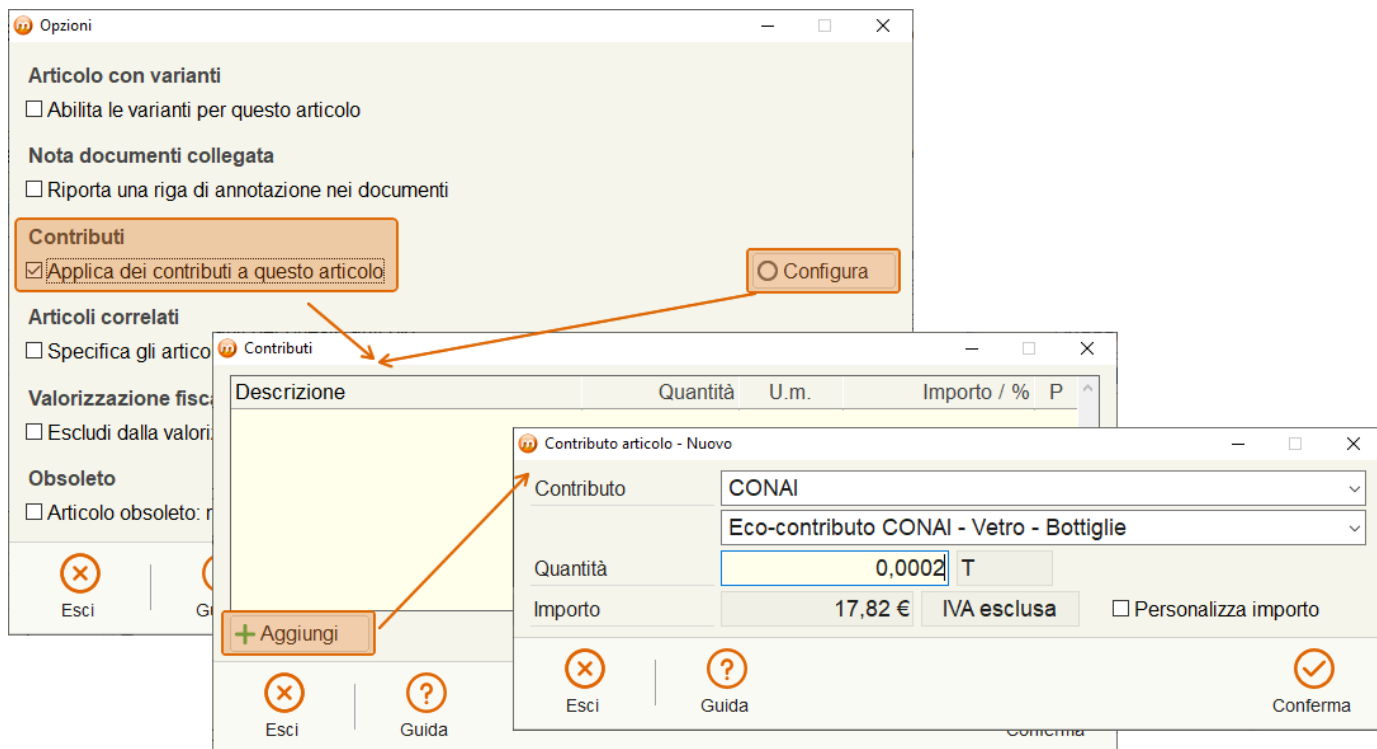 Opzioni
Articolo con varianti
Abilita le varianti per questo articolo
Nota documenti collegata
Riporta una riga di annotazione nei documenti
Contributi
Applica dei contributi a questo articolo
Configura
Articoli correlati
Specifica gli artico
Valorizzazione fisca
Escludi dalla valori
Obsoleto
Articolo obsoleto:
Esci
Contributi
Descrizione Quantità U.m. Importo / % P
Aggiungi
Esci Guida Conferma
Contributo articolo - Nuovo
Contributo CONAI
Eco-contributo CONAI - Vetro - Bottiglie
Quantità 0,0002 T
Importo 17,82 € IVA esclusa Personalizza importo
Esci Guida Conferma